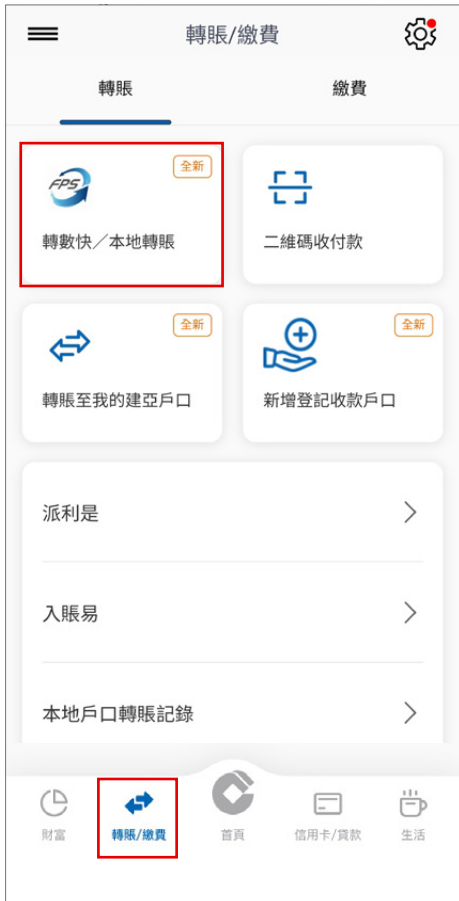 轉賬/繳費
轉賬
繳費
FPS
全新
轉數快／本地轉賬
二維碼收付款
全新
轉賬至我的建亞戶口
全新
新增登記收款戶口
派利是
入賬易
本地戶口轉賬記錄
財富
轉賬/繳費
首頁
信用卡/貸款
生活